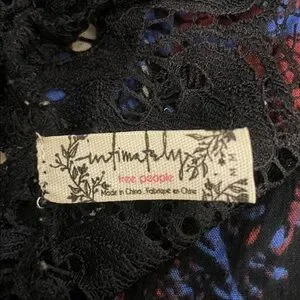 intimately
free people
Made in China. Fabriqué en Chine
M M